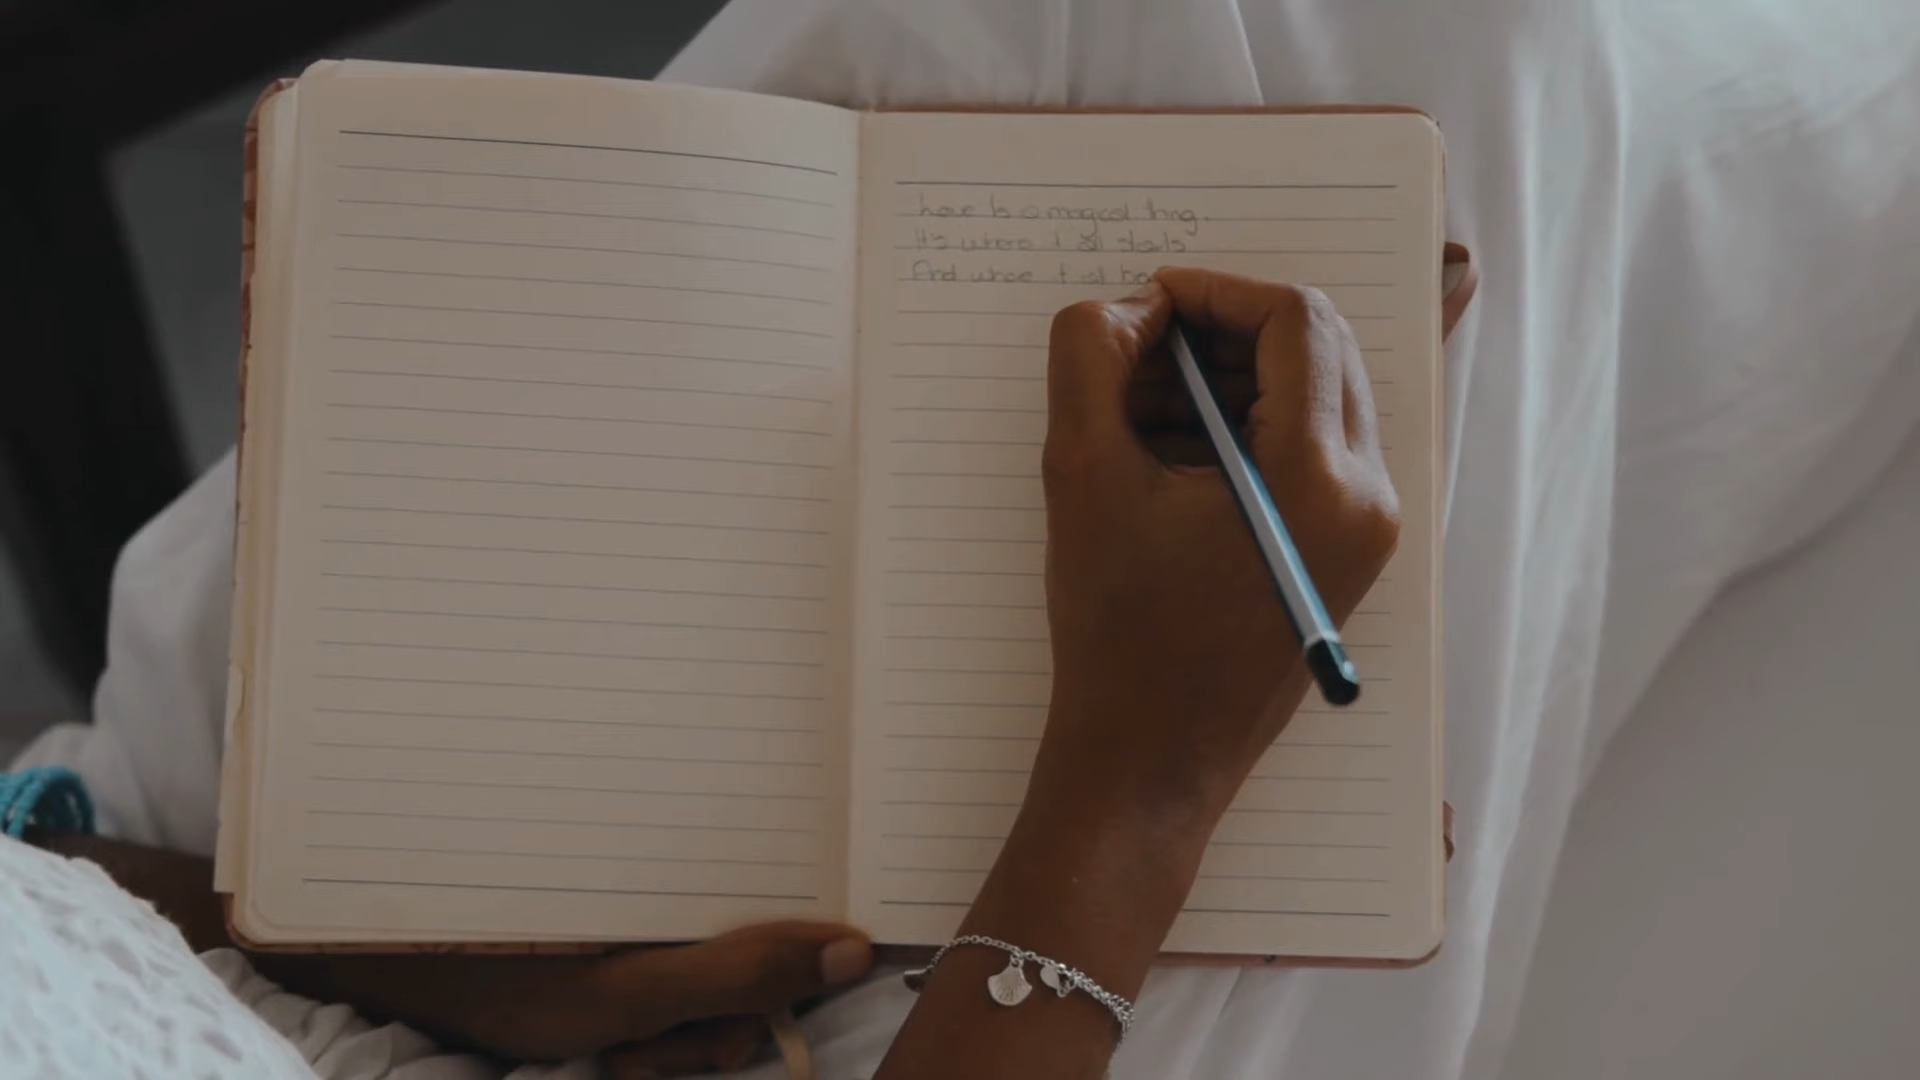 Love is a magical thing.
It's where it all starts
And where it all